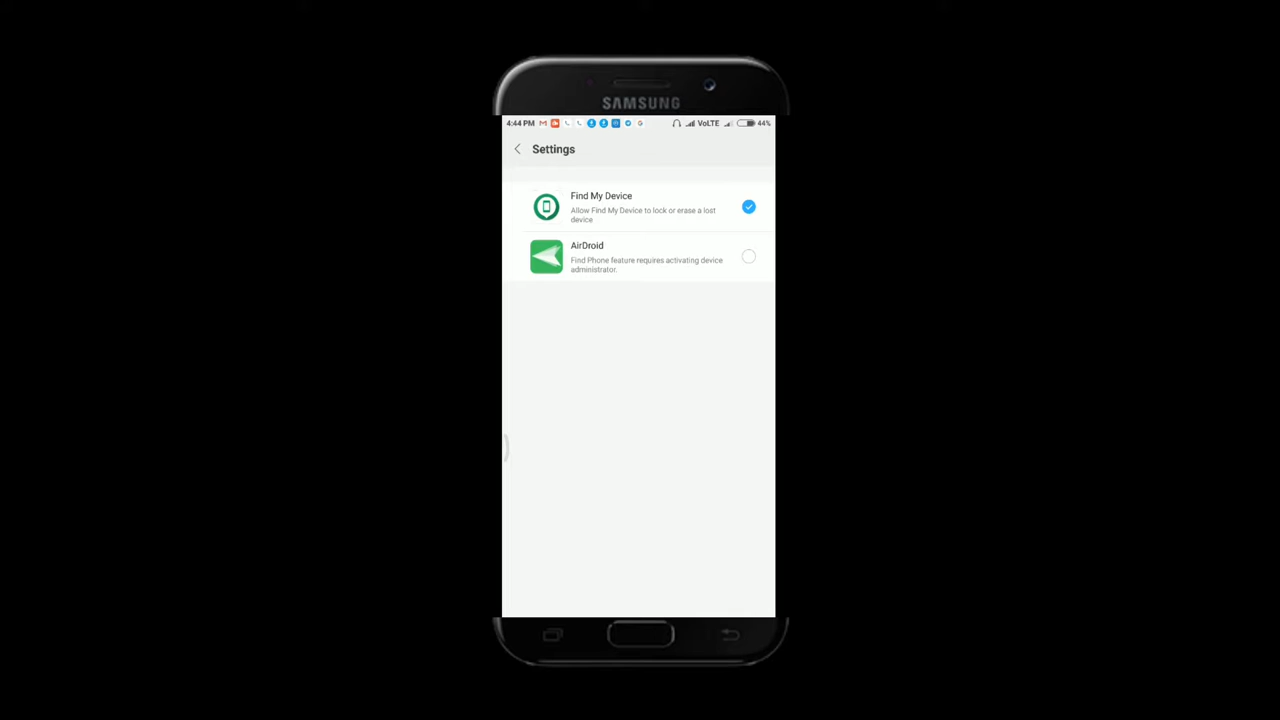 SAMSUNG
4:44 PM VoLTE 44%
Settings
Find My Device
Allow Find My Device to lock or erase a lost
device
AirDroid
Find Phone feature requires activating device
administrator.